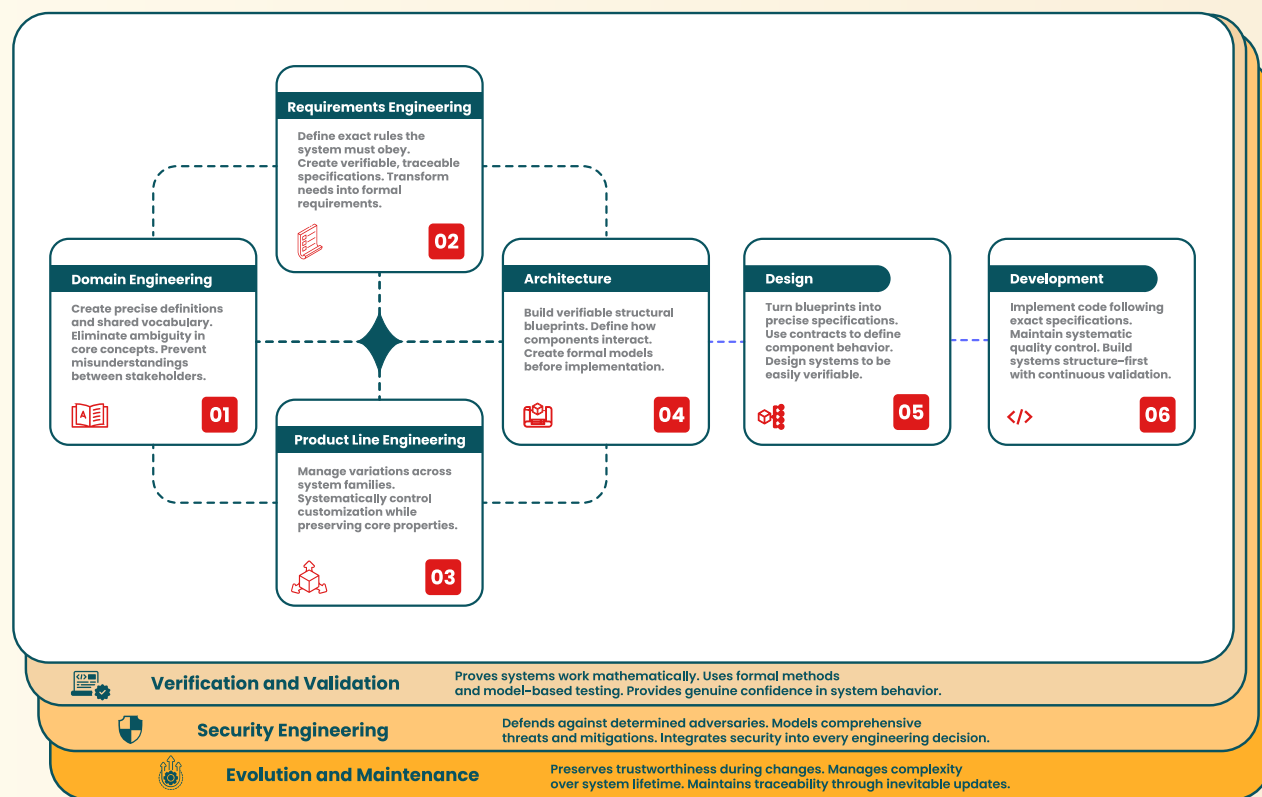 Requirements Engineering
Define exact rules the
system must obey.
Create verifiable, traceable
specifications. Transform
needs into formal
requirements.
02
Domain Engineering
Create precise definitions
and shared vocabulary.
Eliminate ambiguity in
core concepts. Prevent
misunderstandings
between stakeholders.
A
01
Product Line Engineering
Manage variations across
system families.
Systematically control
customization while
preserving core properties.
03
Architecture
Build verifiable structural
blueprints. Define how
components interact.
Create formal models
before implementation.
04
Design
Turn blueprints into
precise specifications.
Use contracts to define
component behavior.
Design systems to be
easily verifiable.
05
Development
Implement code following
exact specifications.
Maintain systematic
quality control. Build
systems structure-first
with continuous validation.
</>
06
Verification and Validation
Proves systems work mathematically. Uses formal methods
and model-based testing. Provides genuine confidence in system behavior.
Security Engineering
Defends against determined adversaries. Models comprehensive
threats and mitigations. Integrates security into every engineering decision.
Evolution and Maintenance
Preserves trustworthiness during changes. Manages complexity
over system lifetime. Maintains traceability through inevitable updates.